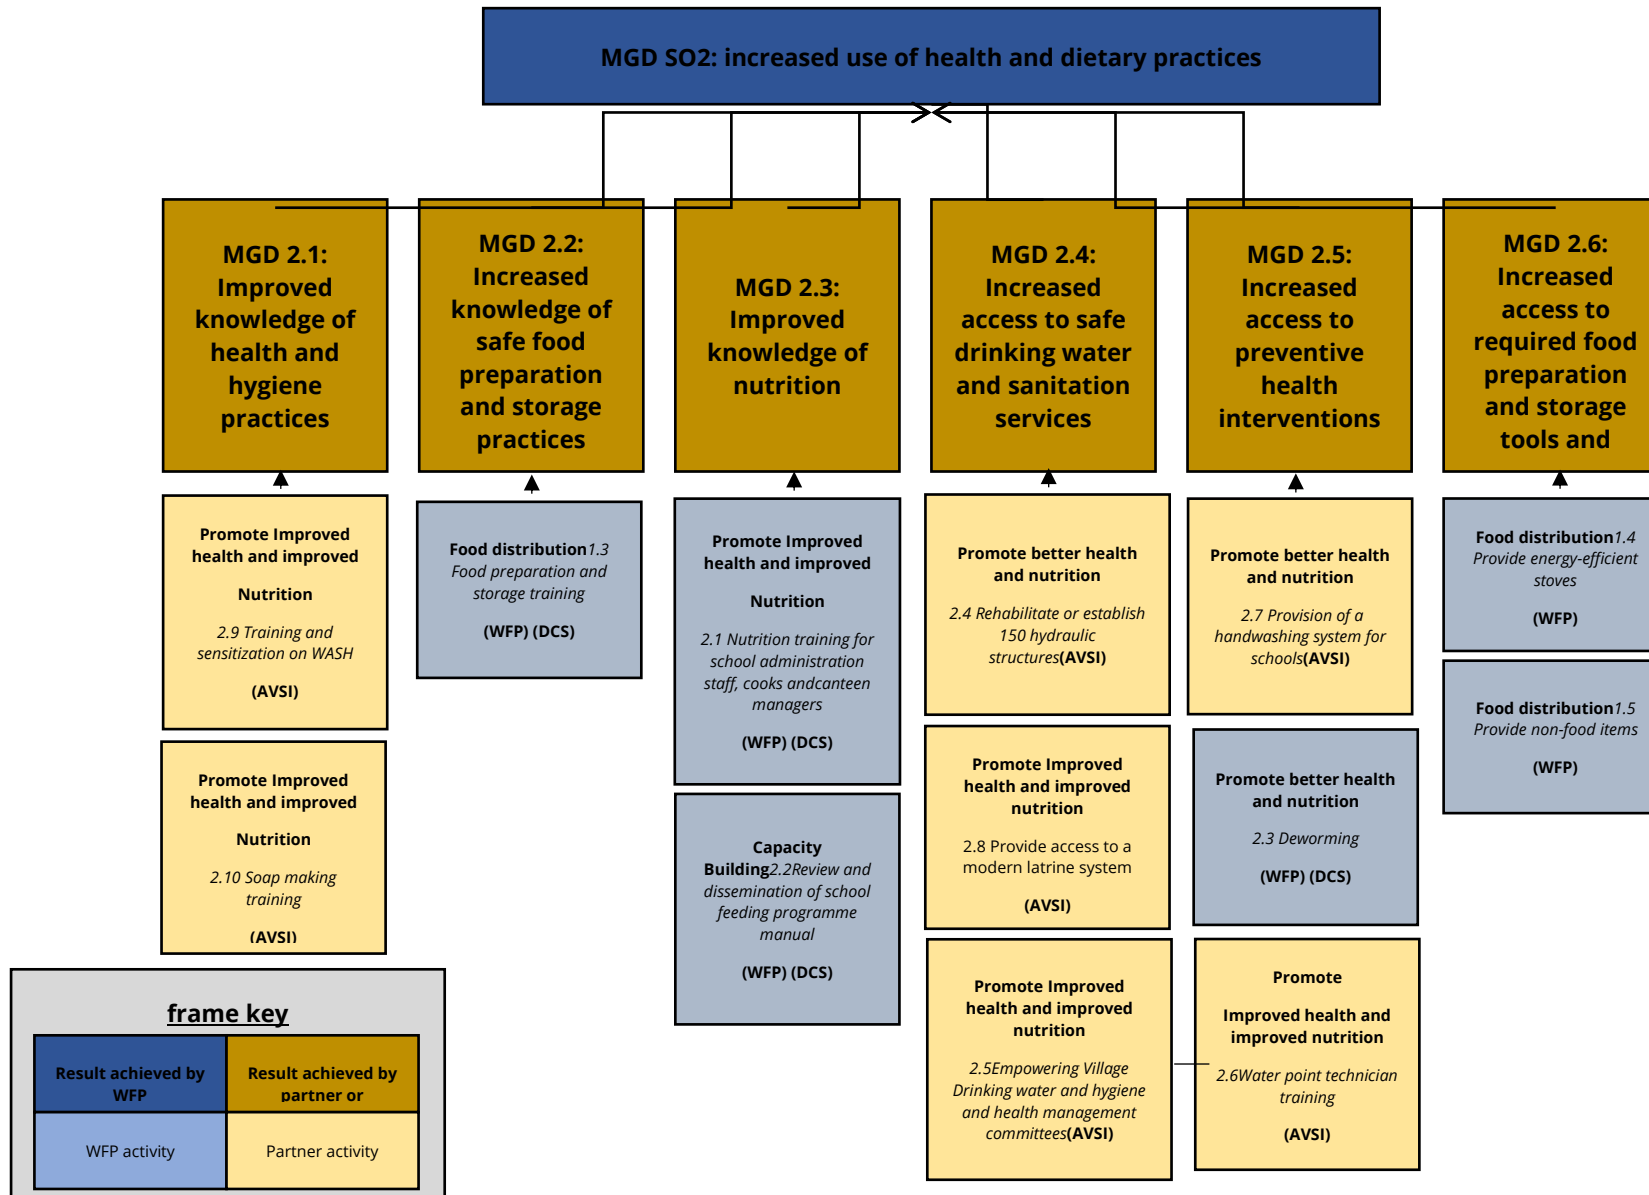 MGD SO2: increased use of health and dietary practices
MGD 2.1:
Improved
knowledge of
health and
hygiene
practices
MGD 2.2:
Increased
knowledge of
safe food
preparation
and storage
practices
MGD 2.3:
Improved
knowledge of
nutrition
MGD 2.4:
Increased
access to safe
drinking water
and sanitation
services
MGD 2.5:
Increased
access to
preventive
health
interventions
MGD 2.6:
Increased
access to
required food
preparation
and storage
tools and
Promote Improved
health and improved
Nutrition
2.9 Training and
sensitization on WASH
(AVSI)
Promote Improved
health and improved
Nutrition
2.10 Soap making
training
(AVSI)
Food distribution1.3
Food preparation and
storage training
(WFP) (DCS)
Promote Improved
health and improved
Nutrition
2.1 Nutrition training for
school administration
staff, cooks andcanteen
managers
(WFP) (DCS)
Capacity
Building2.2Review and
dissemination of school
feeding programme
manual
(WFP) (DCS)
Promote better health
and nutrition
2.4 Rehabilitate or establish
150 hydraulic
structures(AVSI)
Promote Improved
health and improved
nutrition
2.8 Provide access to a
modern latrine system
(AVSI)
Promote Improved
health and improved
nutrition
2.5Empowering Village
Drinking water and hygiene
and health management
committees(AVSI)
Promote better health
and nutrition
2.7 Provision of a
handwashing system for
schools(AVSI)
Promote better health
and nutrition
2.3 Deworming
(WFP) (DCS)
Promote
Improved health and
improved nutrition
2.6Water point technician
training
(AVSI)
Food distribution1.4
Provide energy-efficient
stoves
(WFP)
Food distribution1.5
Provide non-food items
(WFP)
frame key
Result achieved by
WFP
Result achieved by
partner or
WFP activity
Partner activity